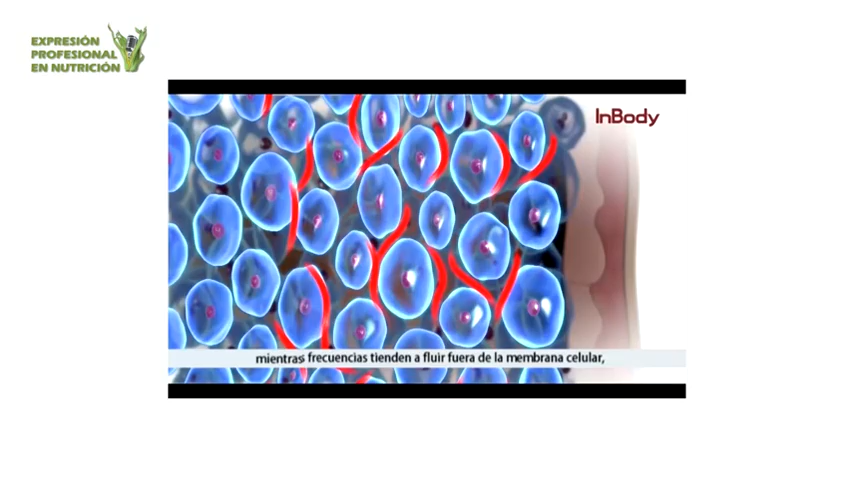 EXPRESIÓN
PROFESIONAL
EN NUTRICIÓN
InBody
mientras frecuencias tienden a fluir fuera de la membrana celular,